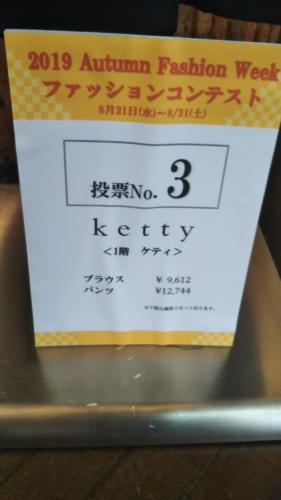 2019 Autumn Fashion Week
ファッションコンテスト
8月21日(水)～8/31(土)
投票No. 3
ketty
<1階 ケティ>
ブラウス ￥ 9,612
パンツ ￥12,744